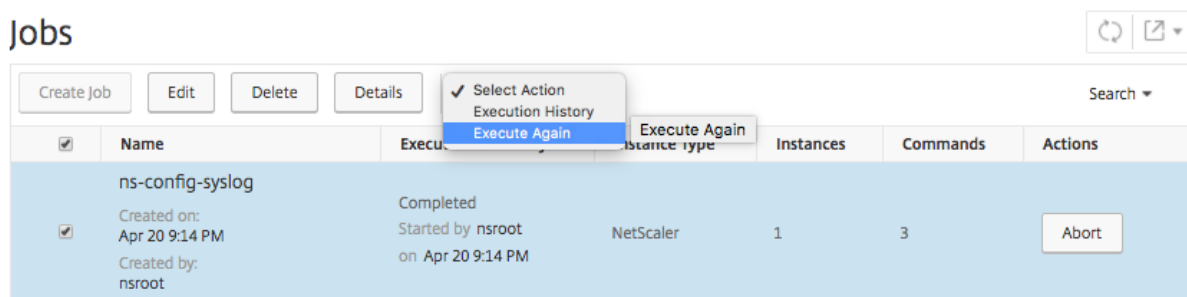 Jobs
Create Job Edit Delete Details ✓ Select Action Search
Execution History
Execute Again Execute Again
Name Instances Commands Actions
ns-config-syslog
Completed
Created on:
Started by nsroot
Apr 20 9:14 PM NetScaler 1 3 Abort
on Apr 20 9:14 PM
Created by:
nsroot